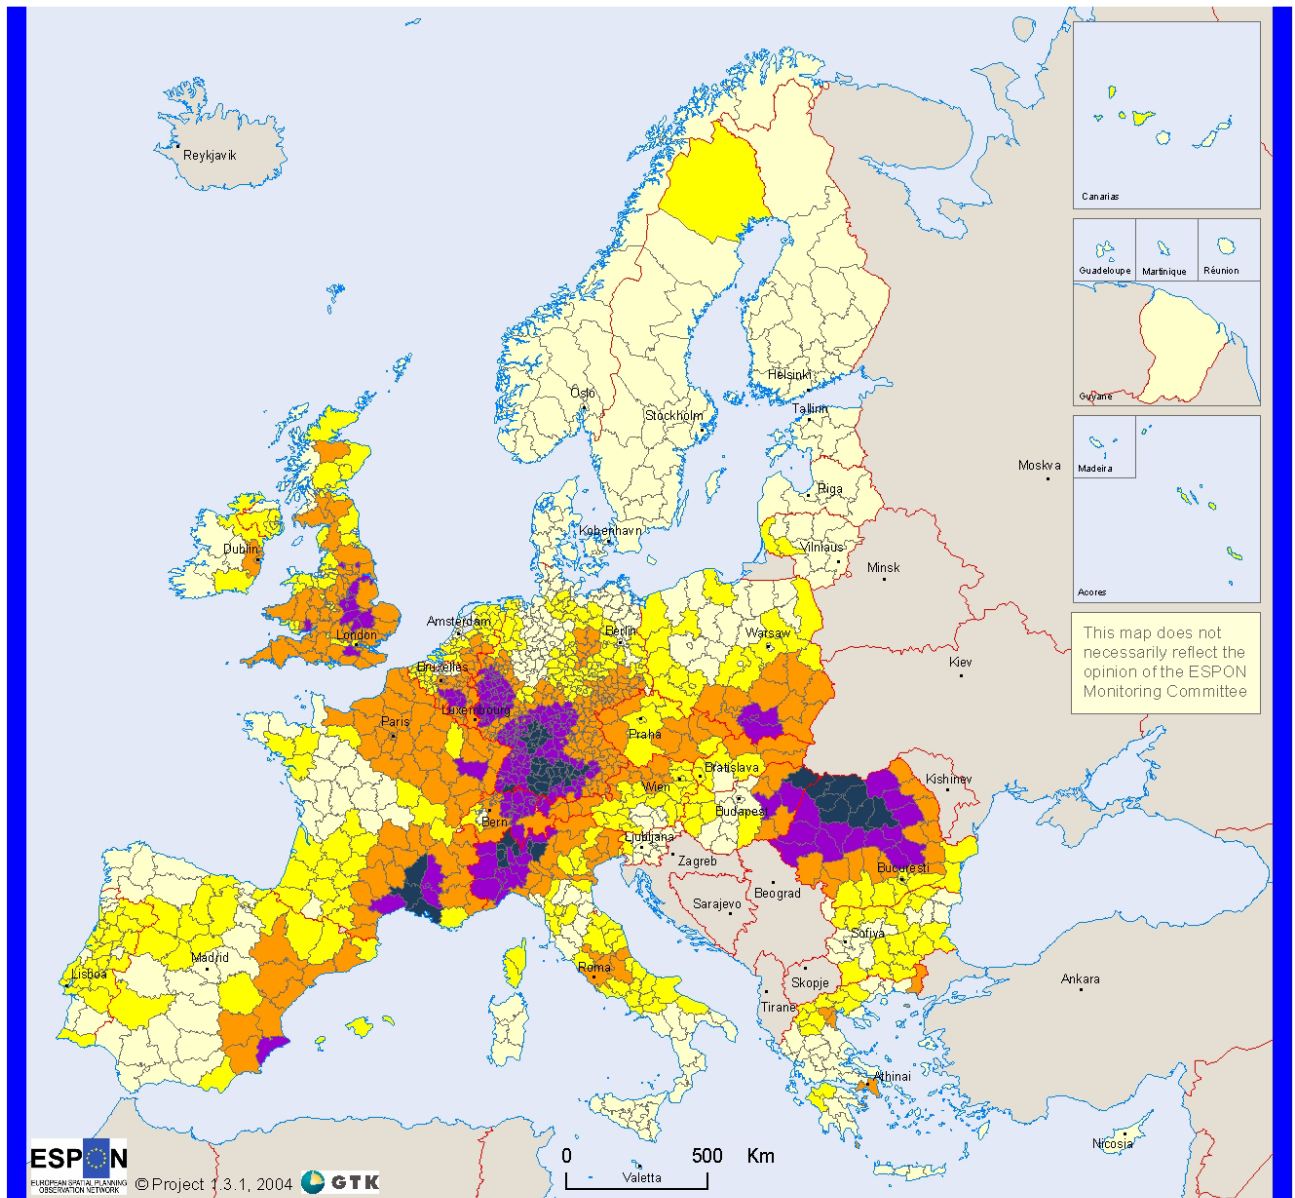 Reykjavik
Canarias
Guadeloupe
Martinique
Réunion
Guyane
Madeira
Acores
Helsinki
Oslo
Stockholm
Tallinn
Moskva
Riga
Kobenhavn
Vilniaus
Dublin
Minsk
London
Amsterdam
Berlin
Warsaw
This map does not
necessarily reflect the
opinion of the ESPON
Monitoring Committee
Bruxelles
Kiev
Luxembourg
Paris
Praha
Bratislava
Wien
Kishinev
Budapest
Bern
Ljubljana
Zagreb
Bucuresti
Beograd
Sarajevo
Sofiya
Madrid
Lisboa
Roma
Skopje
Ankara
Tirane
Athinai
Nicosia
0 500 Km
Valetta
ESPON
EUROPEAN SPATIAL PLANNING
OBSERVATION NETWORK
© Project 1.3.1, 2004
GTK